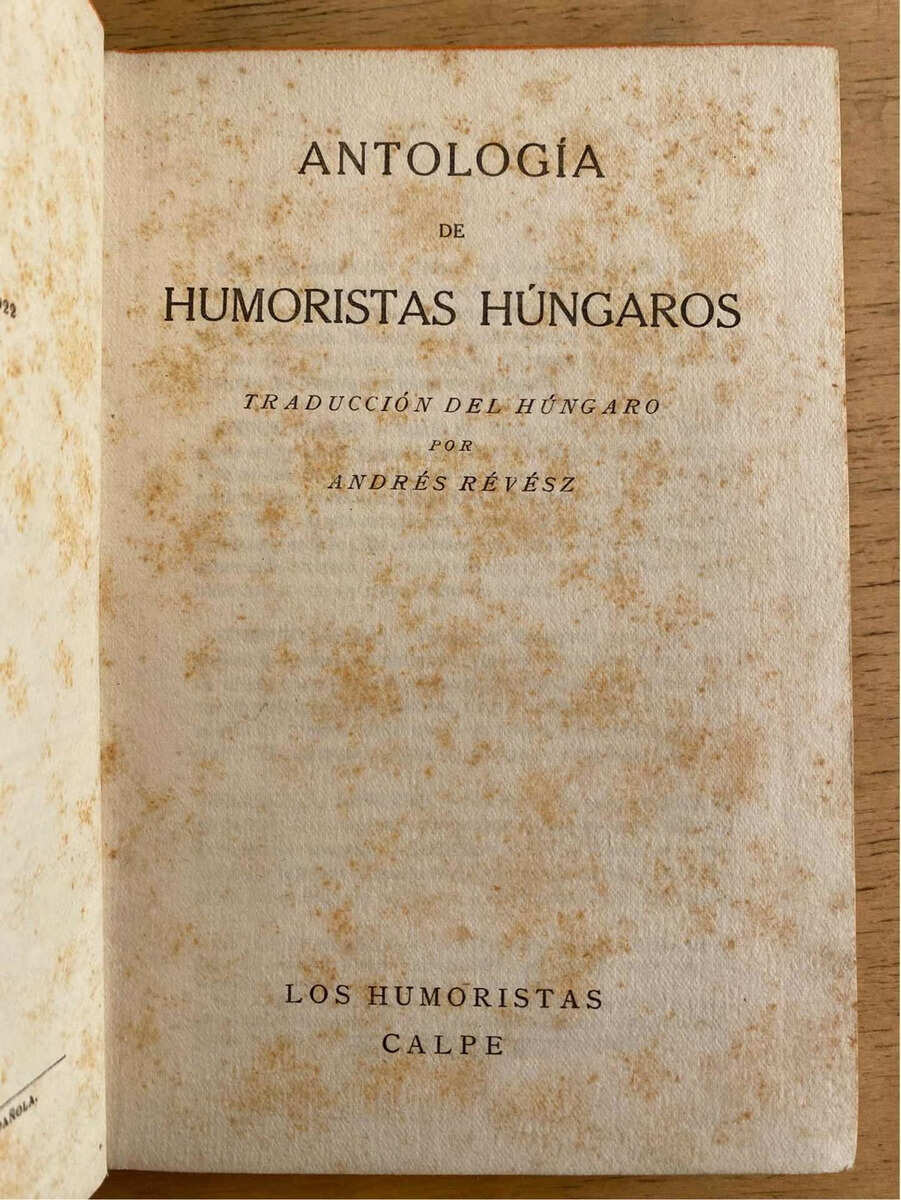 ANTOLOGÍA
DE
HUMORISTAS HÚNGAROS
TRADUCCIÓN DEL HÚNGARO
POR
ANDRÉS RÉVÉSZ
LOS HUMORISTAS
CALPE